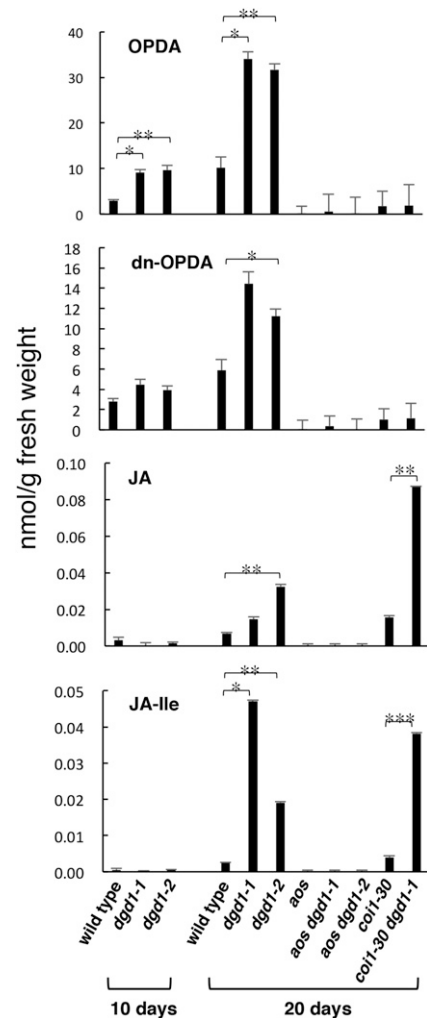 nmol/g fresh weight
OPDA
40
30
20
10
0
*
**
*
**
dn-OPDA
18
16
14
12
10
8
6
4
2
0
*
JA
0.10
0.08
0.06
0.04
0.02
0.00
**
**
JA-Ile
0.05
0.04
0.03
0.02
0.01
0.00
*
**
***
wild type
dgd1-1
dgd1-2
wild type
dgd1-1
dgd1-2
aos
aos dgd1-1
aos dgd1-2
coi1-30
coi1-30 dgd1-1
10 days
20 days